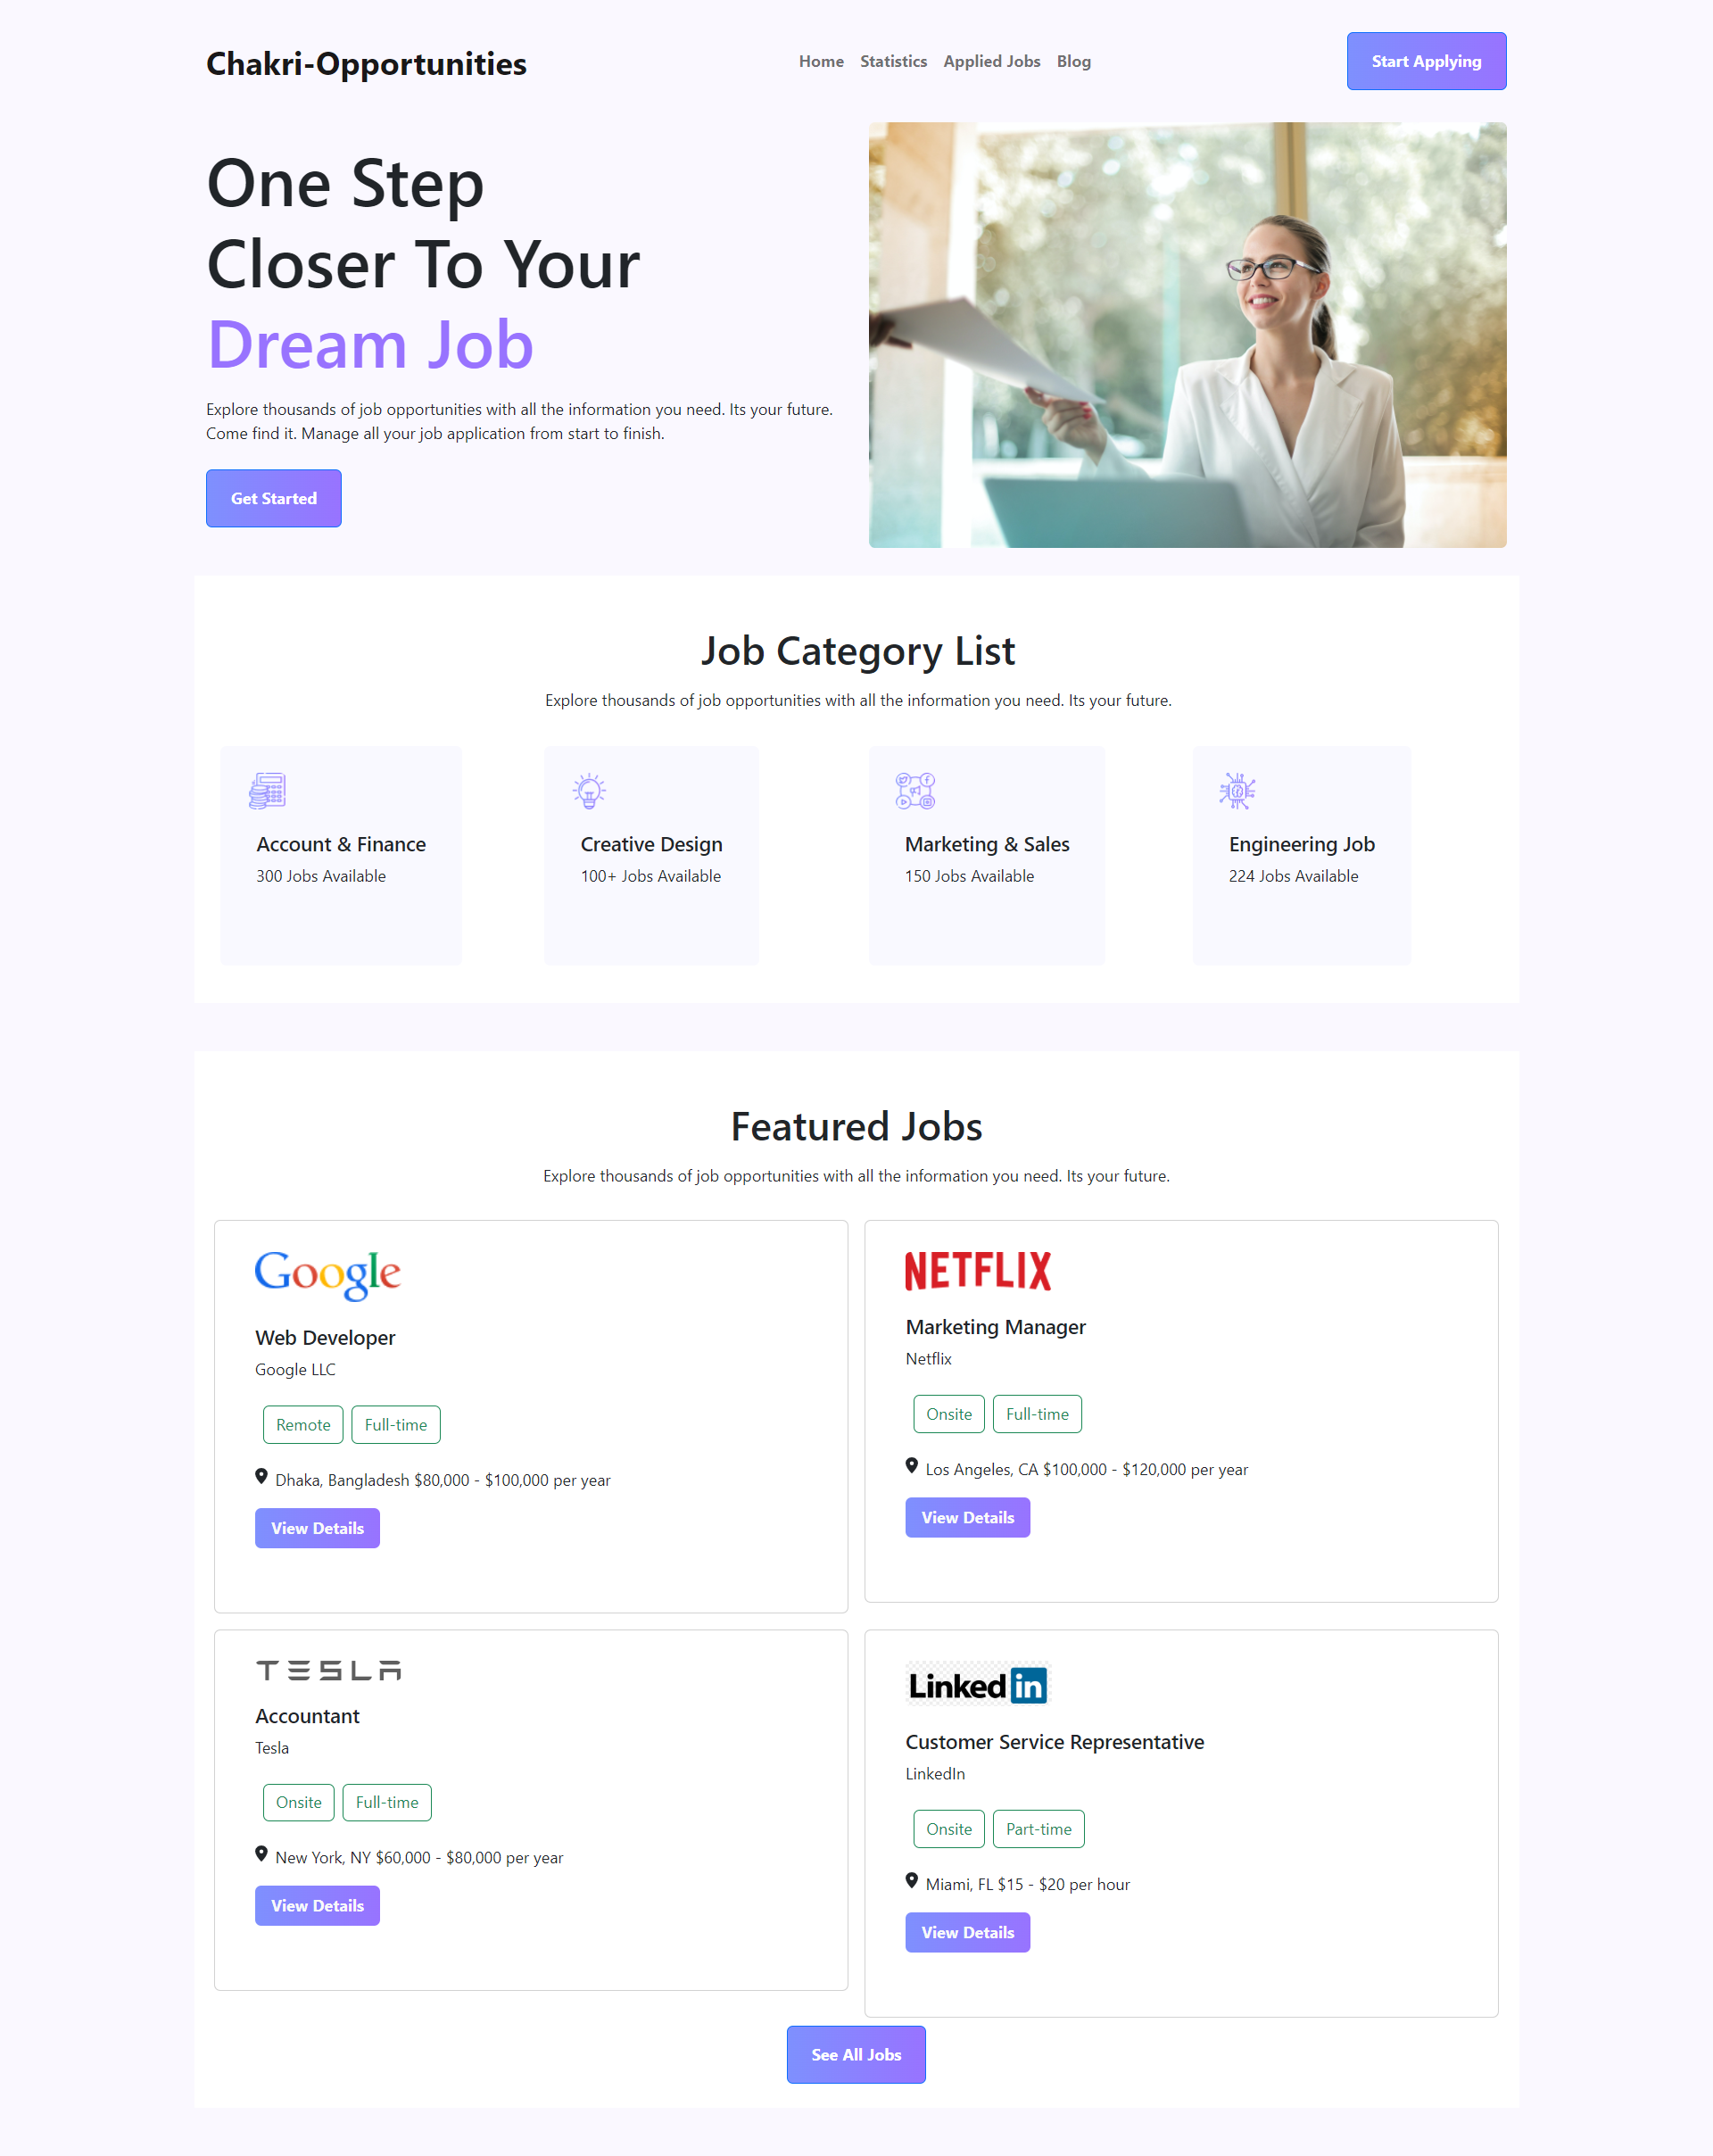 Chakri-Opportunities
Home Statistics Applied Jobs Blog
Start Applying
One Step
Closer To Your
Dream Job
Explore thousands of job opportunities with all the information you need. Its your future.
Come find it. Manage all your job application from start to finish.
Get Started
Job Category List
Explore thousands of job opportunities with all the information you need. Its your future.
Account & Finance
300 Jobs Available
Creative Design
100+ Jobs Available
Marketing & Sales
150 Jobs Available
Engineering Job
224 Jobs Available
Featured Jobs
Explore thousands of job opportunities with all the information you need. Its your future.
Google
Web Developer
Google LLC
Remote Full-time
Dhaka, Bangladesh $80,000 - $100,000 per year
View Details
NETFLIX
Marketing Manager
Netflix
Onsite Full-time
Los Angeles, CA $100,000 - $120,000 per year
View Details
TESLA
Accountant
Tesla
Onsite Full-time
New York, NY $60,000 - $80,000 per year
View Details
Linked in
Customer Service Representative
LinkedIn
Onsite Part-time
Miami, FL $15 - $20 per hour
View Details
See All Jobs